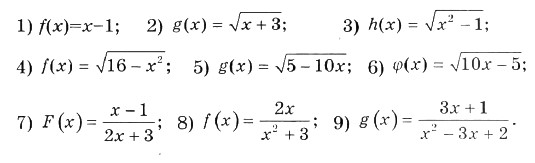 1) f(x)=x−1; 2) g(x) = √(x + 3); 3) h(x) = √(x² − 1);
4) f(x) = √(16 − x²); 5) g(x) = √(5 − 10x); 6) φ(x) = √(10x − 5);
7) F(x) = (x − 1)/(2x + 3); 8) f(x) = 2x/(x² + 3); 9) g(x) = (3x + 1)/(x² − 3x + 2).